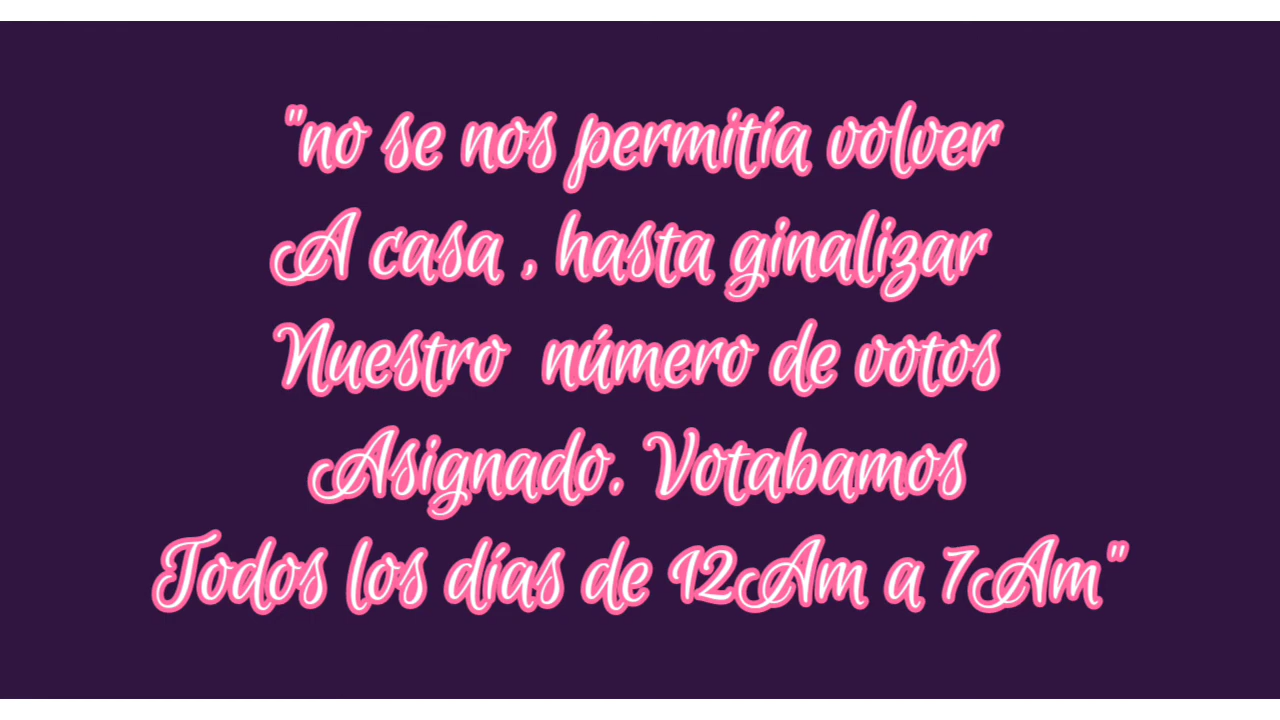 "no se nos permitía volver
A casa , hasta ginalizar
Nuestro  número de votos
Asignado. Votabamos
Todos los días de 12Am a 7Am"